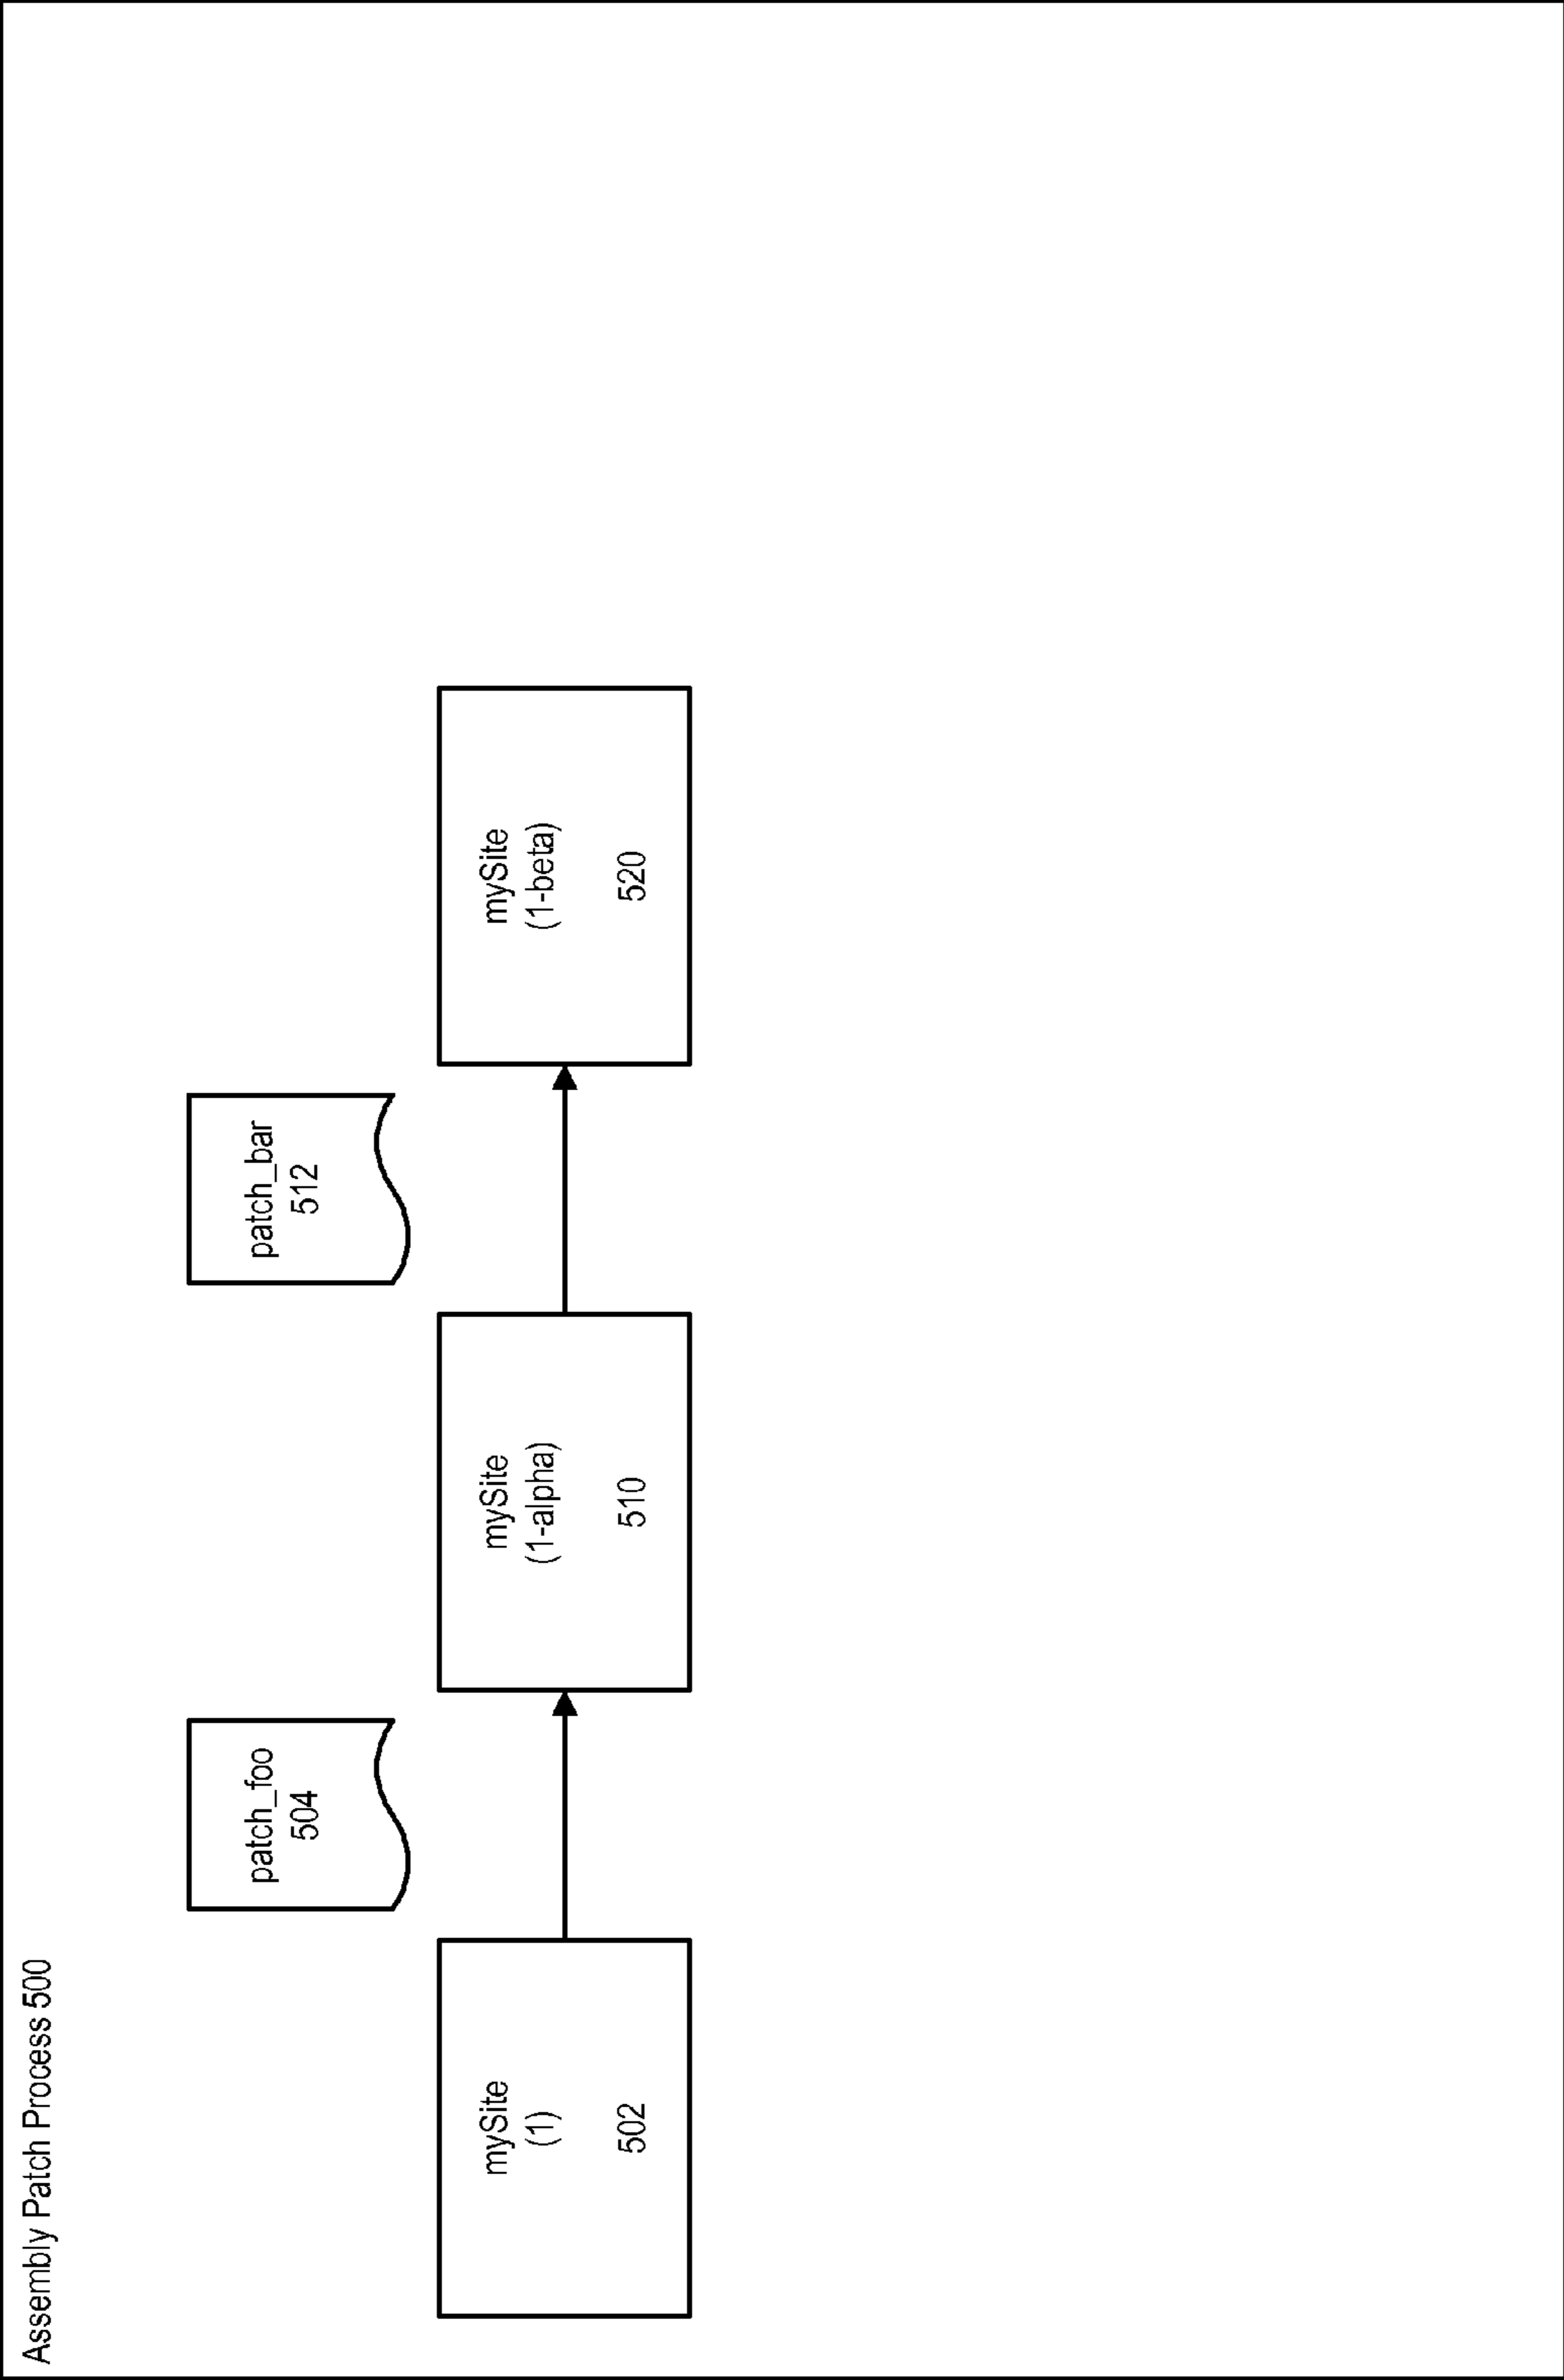 Assembly Patch Process 500
patch_foo
504
patch_bar
512
mySite
(1)
502
mySite
(1-alpha)
510
mySite
(1-beta)
520